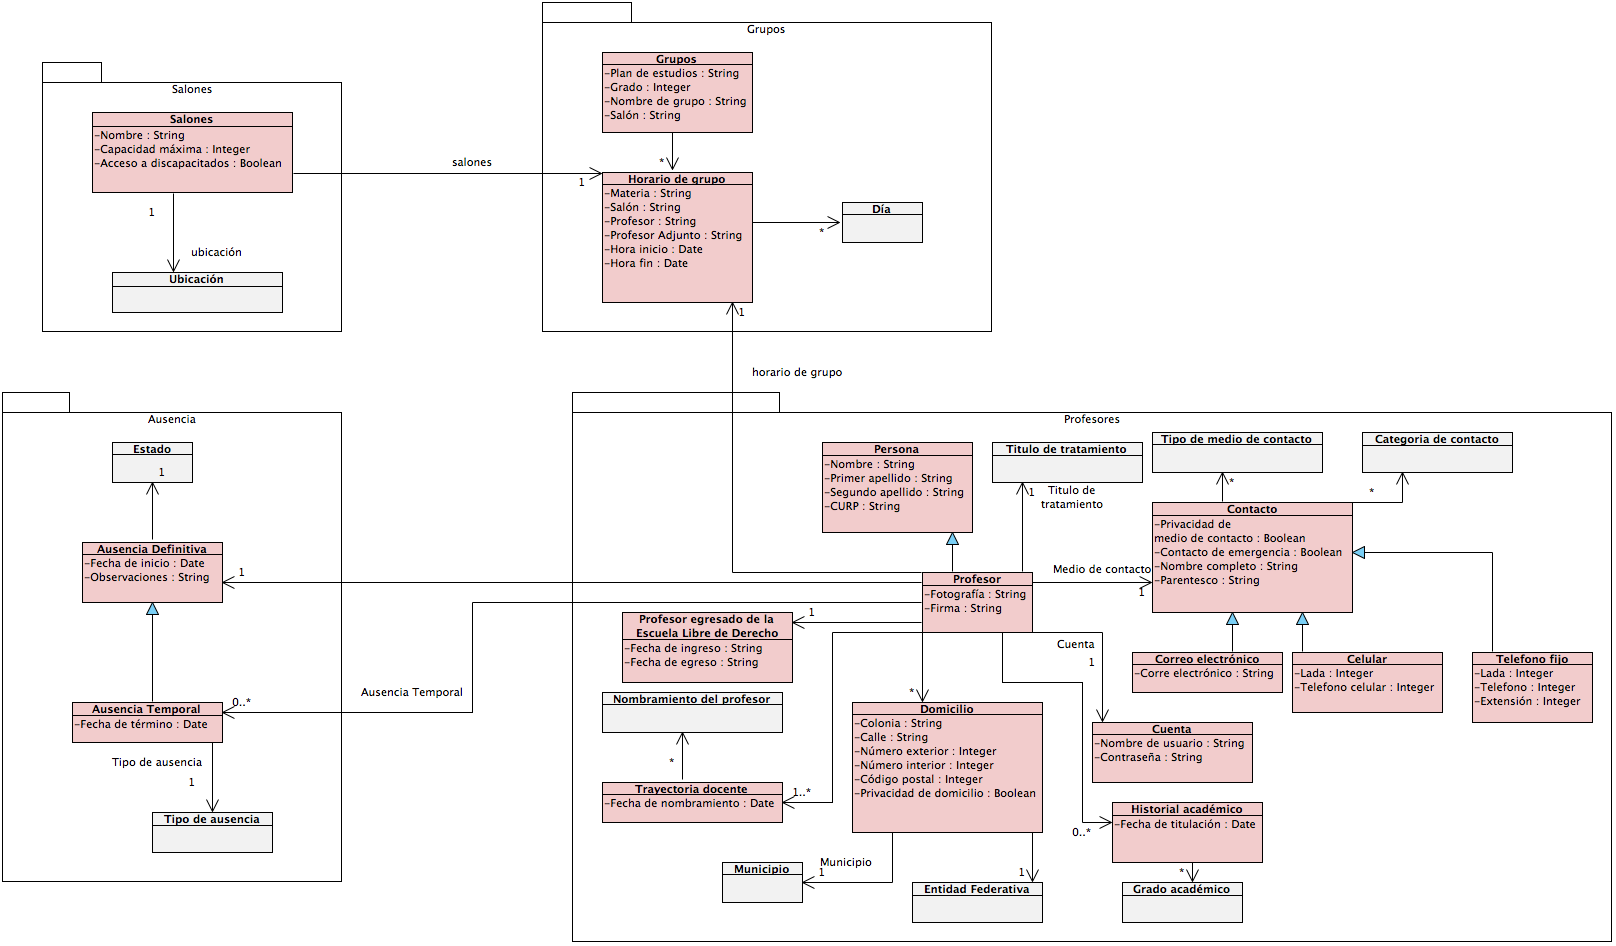 Grupos
Grupos
-Plan de estudios : String
-Grado : Integer
-Nombre de grupo : String
-Salón : String
*
Horario de grupo
-Materia : String
-Salón : String
-Profesor : String
-Profesor Adjunto : String
-Hora inicio : Date
-Hora fin : Date
Día
*
1
Salones
Salones
-Nombre : String
-Capacidad máxima : Integer
-Acceso a discapacitados : Boolean
salones
1
1
ubicación
Ubicación
horario de grupo
Ausencia
Estado
1
Ausencia Definitiva
-Fecha de inicio : Date
-Observaciones : String
1
Ausencia Temporal
0..*
Ausencia Temporal
-Fecha de término : Date
Tipo de ausencia
1
Tipo de ausencia
Profesores
Persona
-Nombre : String
-Primer apellido : String
-Segundo apellido : String
-CURP : String
Titulo de tratamiento
1
Titulo de
tratamiento
Tipo de medio de contacto
*
Categoria de contacto
*
Contacto
-Privacidad de
medio de contacto : Boolean
-Contacto de emergencia : Boolean
-Nombre completo : String
-Parentesco : String
Medio de contacto
1
Profesor
-Fotografía : String
-Firma : String
1
Profesor egresado de la
Escuela Libre de Derecho
-Fecha de ingreso : String
-Fecha de egreso : String
Correo electrónico
-Corre electrónico : String
Celular
-Lada : Integer
-Telefono celular : Integer
Telefono fijo
-Lada : Integer
-Telefono : Integer
-Extensión : Integer
Cuenta
1
Cuenta
-Nombre de usuario : String
-Contraseña : String
Nombramiento del profesor
*
Trayectoria docente
-Fecha de nombramiento : Date
1..*
*
Domicilio
-Colonia : String
-Calle : String
-Número exterior : Integer
-Número interior : Integer
-Código postal : Integer
-Privacidad de domicilio : Boolean
Municipio
1
Municipio
1
Entidad Federativa
0..*
Historial académico
-Fecha de titulación : Date
*
Grado académico